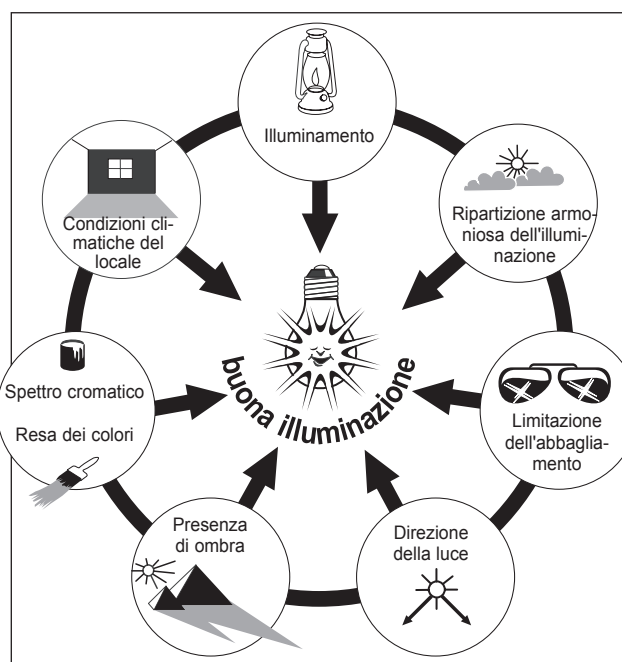 Illuminamento
Ripartizione armo-
niosa dell'illumi-
nazione
Limitazione
dell'abbaglia-
mento
Direzione
della luce
Presenza
di ombra
Spettro cromatico
Resa dei colori
Condizioni cli-
matiche del
locale
buona illuminazione